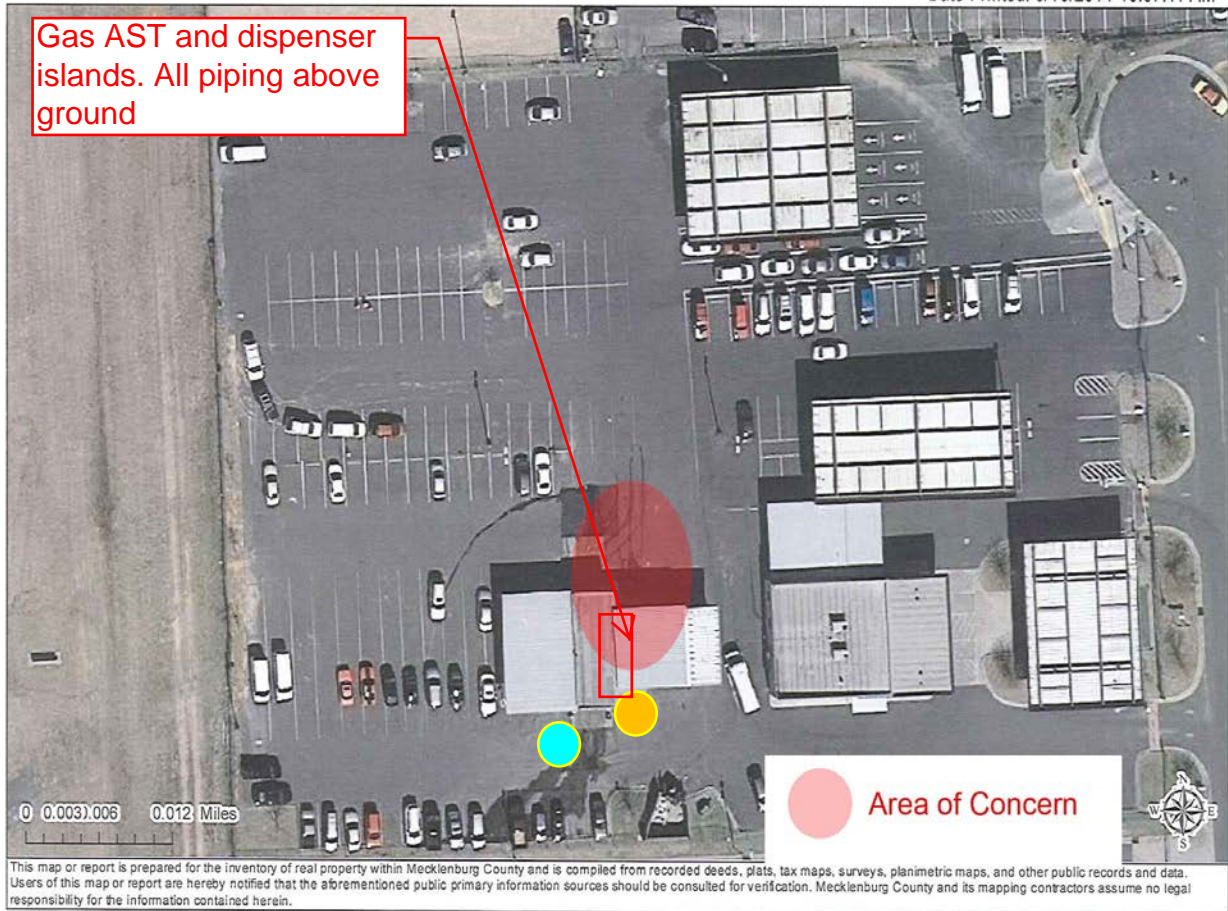 Gas AST and dispenser
islands. All piping above
ground
0 0.003).006 0.012 Miles
Area of Concern
N
W E
S
This map or report is prepared for the inventory of real property within Mecklenburg County and is compiled from recorded deeds, plats, tax maps, surveys, planimetric maps, and other public records and data.
Users of this map or report are hereby notified that the aforementioned public primary information sources should be consulted for verification. Mecklenburg County and its mapping contractors assume no legal
responsibility for the information contained herein.